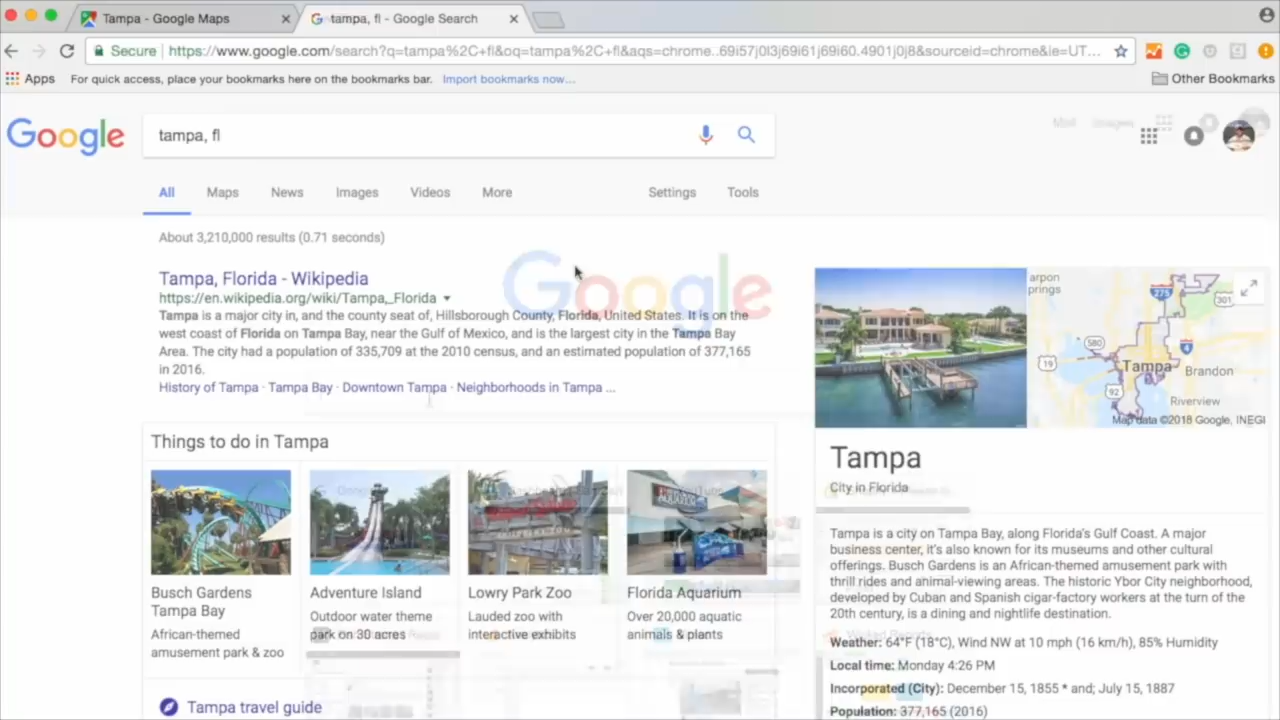 Tampa - Google Maps
tampa, fl - Google Search
Secure https://www.google.com/search?q=tampa%2C+fl&oq=tampa%2C+fl&aqs=chrome..69i57j0l3j69i61j69i60.4901j0j8&sourceid=chrome&ie=UT...
Apps For quick access, place your bookmarks here on the bookmarks bar. Import bookmarks now... Other Bookmarks
Google
tampa, fl
All Maps News Images Videos More Settings Tools
About 3,210,000 results (0.71 seconds)
Google
Tampa, Florida - Wikipedia
https://en.wikipedia.org/wiki/Tampa,_Florida
Tampa is a major city in, and the county seat of, Hillsborough County, Florida, United States. It is on the
west coast of Florida on Tampa Bay, near the Gulf of Mexico, and is the largest city in the Tampa Bay
Area. The city had a population of 335,709 at the 2010 census, and an estimated population of 377,165
in 2016.
History of Tampa · Tampa Bay · Downtown Tampa · Neighborhoods in Tampa ...
Things to do in Tampa
Busch Gardens
Tampa Bay
African-themed
amusement park & zoo
Adventure Island
Outdoor water theme
park on 30 acres
Lowry Park Zoo
Lauded zoo with
interactive exhibits
Florida Aquarium
Over 20,000 aquatic
animals & plants
Tampa travel guide
arpon
prings
275
301
580
19
4
Tampa
Brandon
92
Riverview
Map data ©2018 Google, INEGI
Tampa
City in Florida
Tampa is a city on Tampa Bay, along Florida's Gulf Coast. A major
business center, it's also known for its museums and other cultural
offerings. Busch Gardens is an African-themed amusement park with
thrill rides and animal-viewing areas. The historic Ybor City neighborhood,
developed by Cuban and Spanish cigar-factory workers at the turn of the
20th century, is a dining and nightlife destination.
Weather: 64°F (18°C), Wind NW at 10 mph (16 km/h), 85% Humidity
Local time: Monday 4:26 PM
Incorporated (City): December 15, 1855 * and; July 15, 1887
Population: 377,165 (2016)